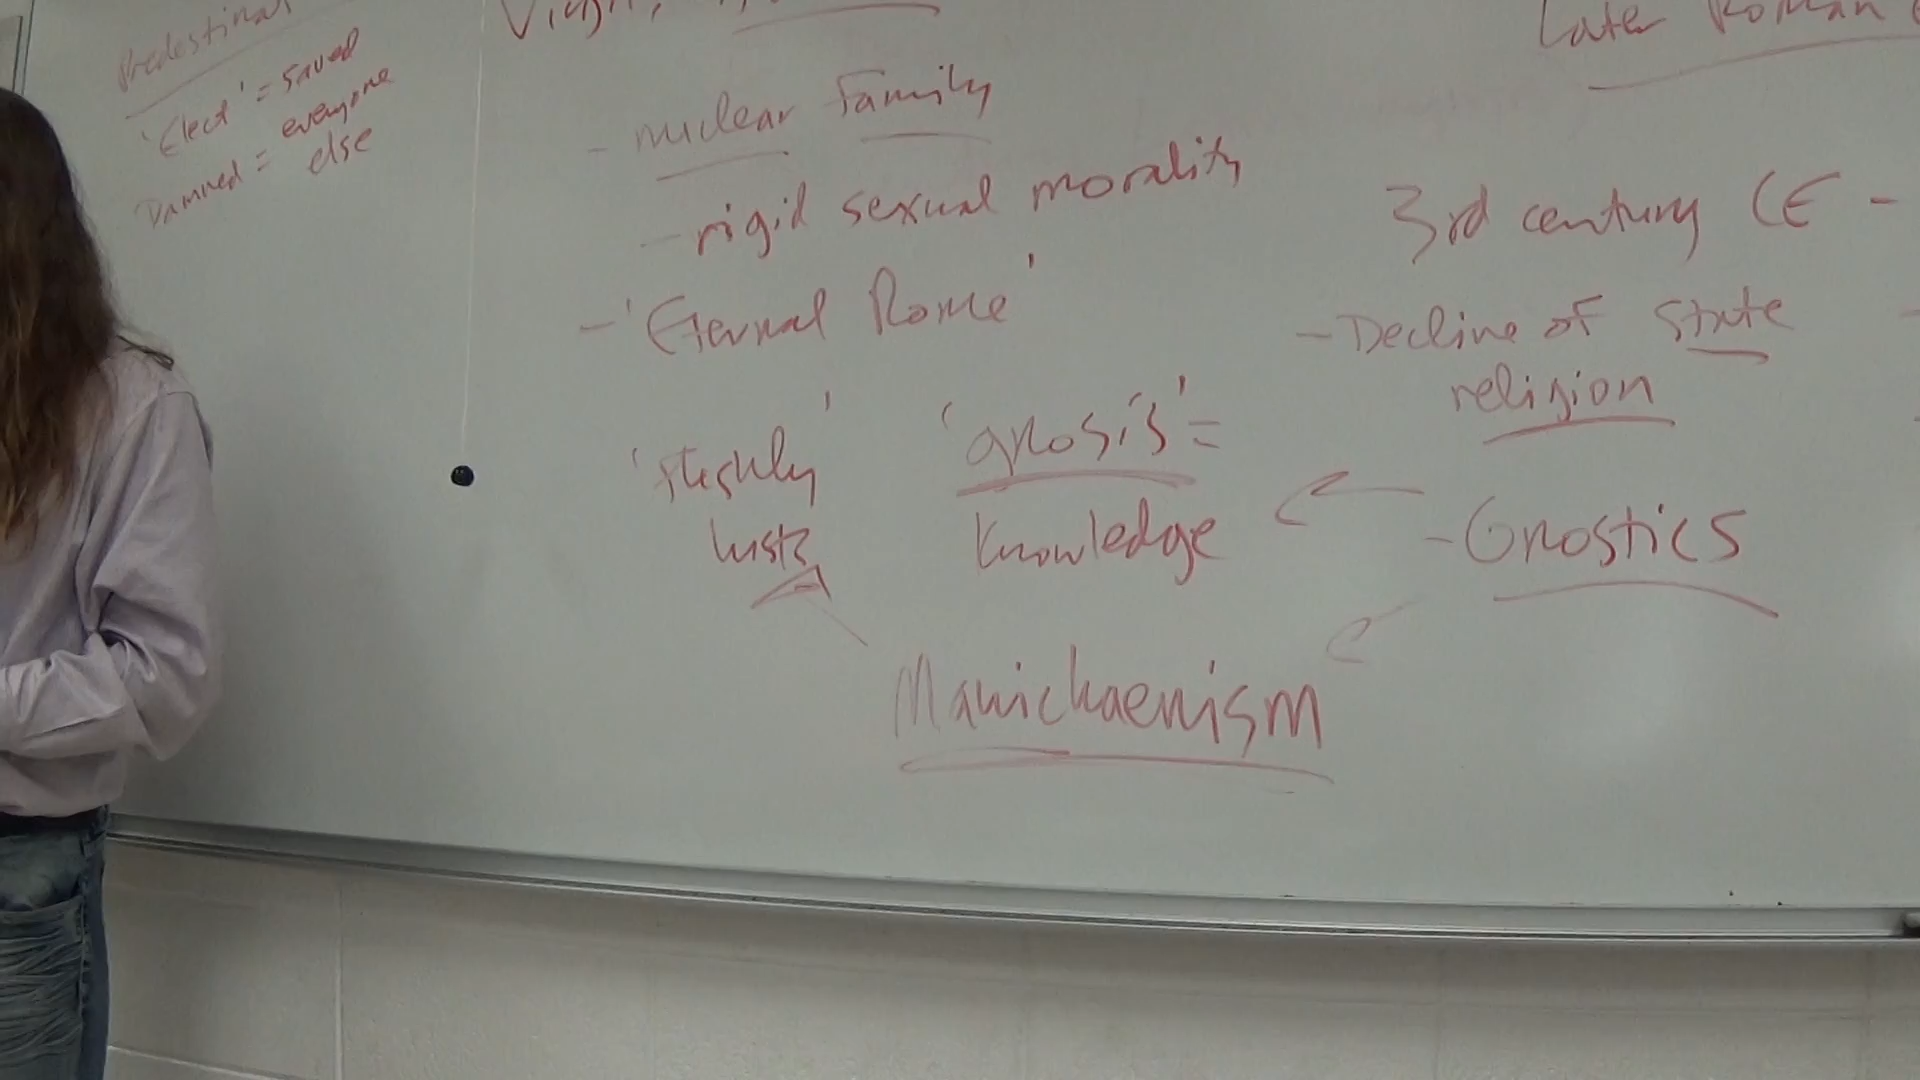 'Elect' = saved
Damned = everyone
else
- nuclear family
- rigid sexual morality
- 'Eternal Rome'
'fleshly'
lusts
'gnosis' =
knowledge
Manichaenism
Later Roman
3rd century CE -
- Decline of state
religion
- Gnostics